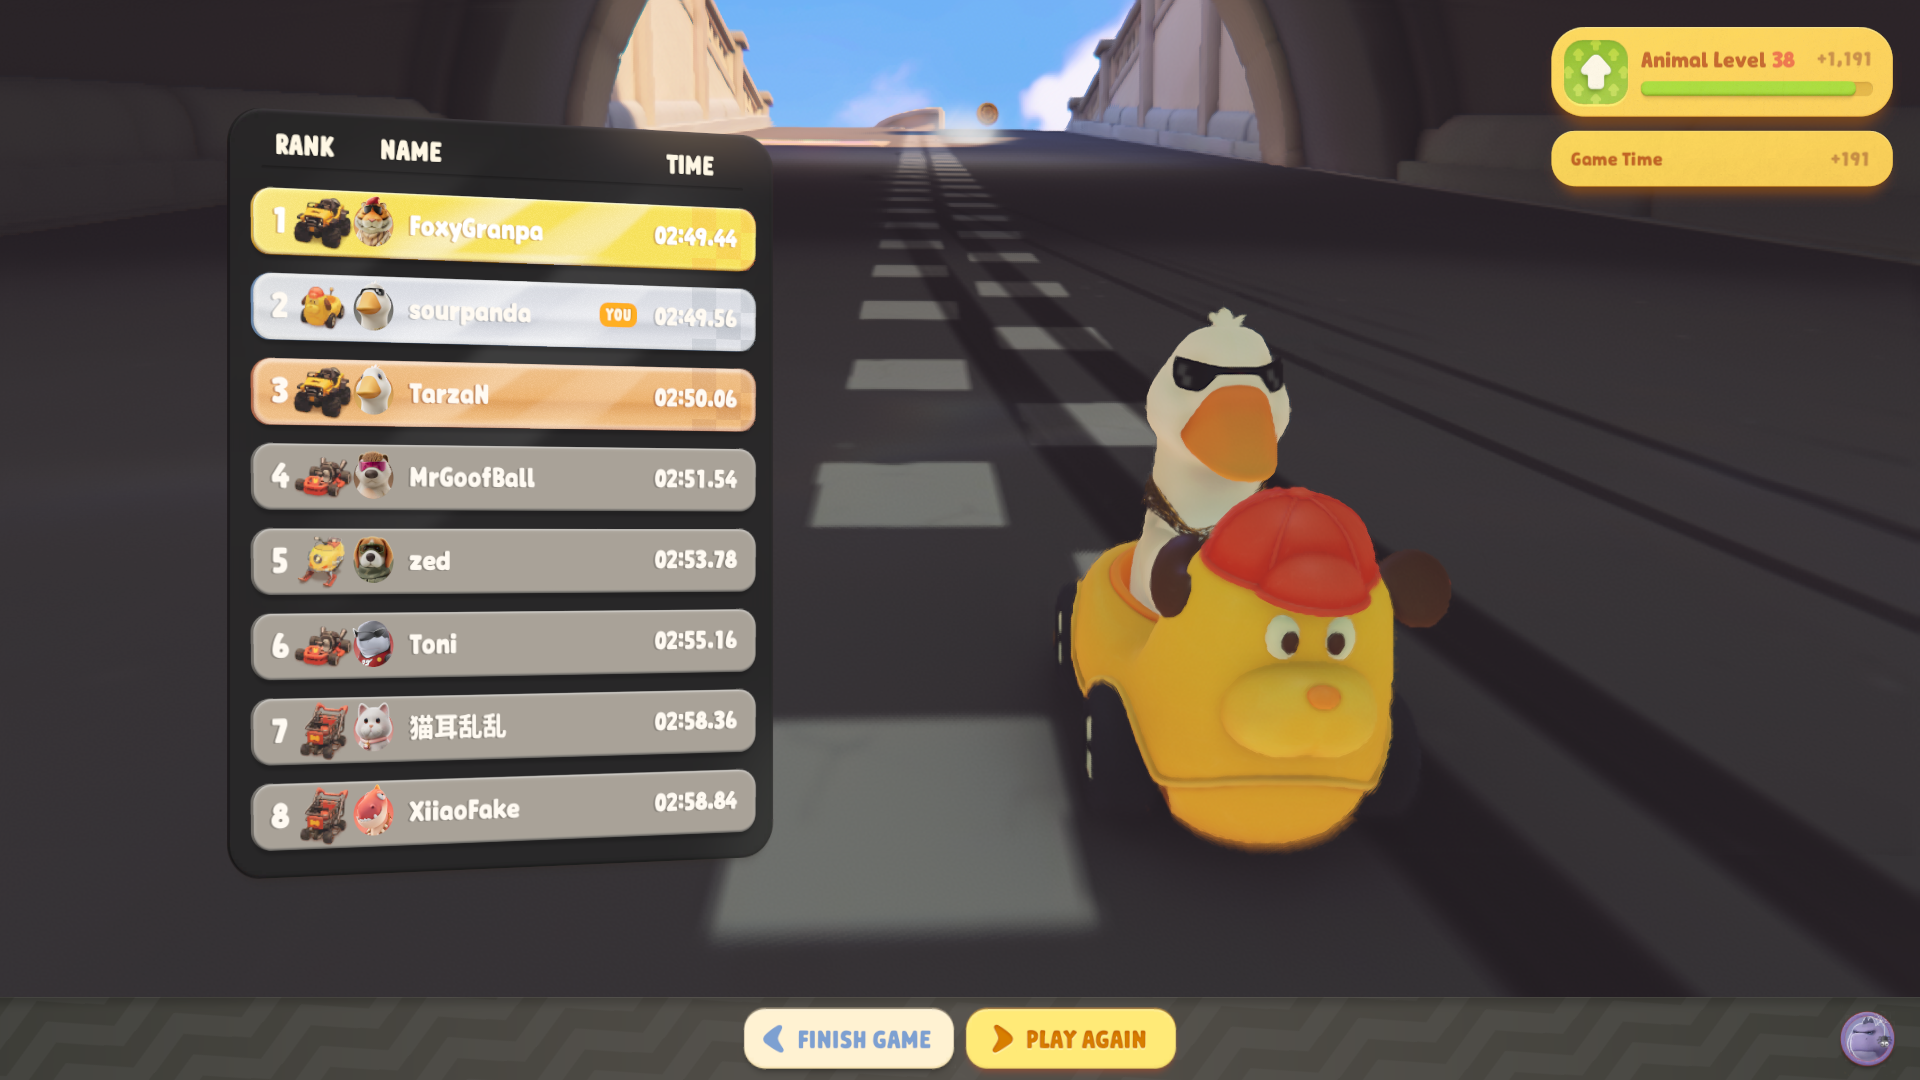 Animal Level 38 +1,191
Game Time +191
RANK NAME TIME
1 FoxyGranpa 02:49.44
2 sourpanda YOU 02:49.56
3 TarzaN 02:50.06
4 MrGoofBall 02:51.54
5 zed 02:53.78
6 Toni 02:55.16
7 猫耳乱乱 02:58.36
8 XiiaoFake 02:58.84
FINISH GAME PLAY AGAIN